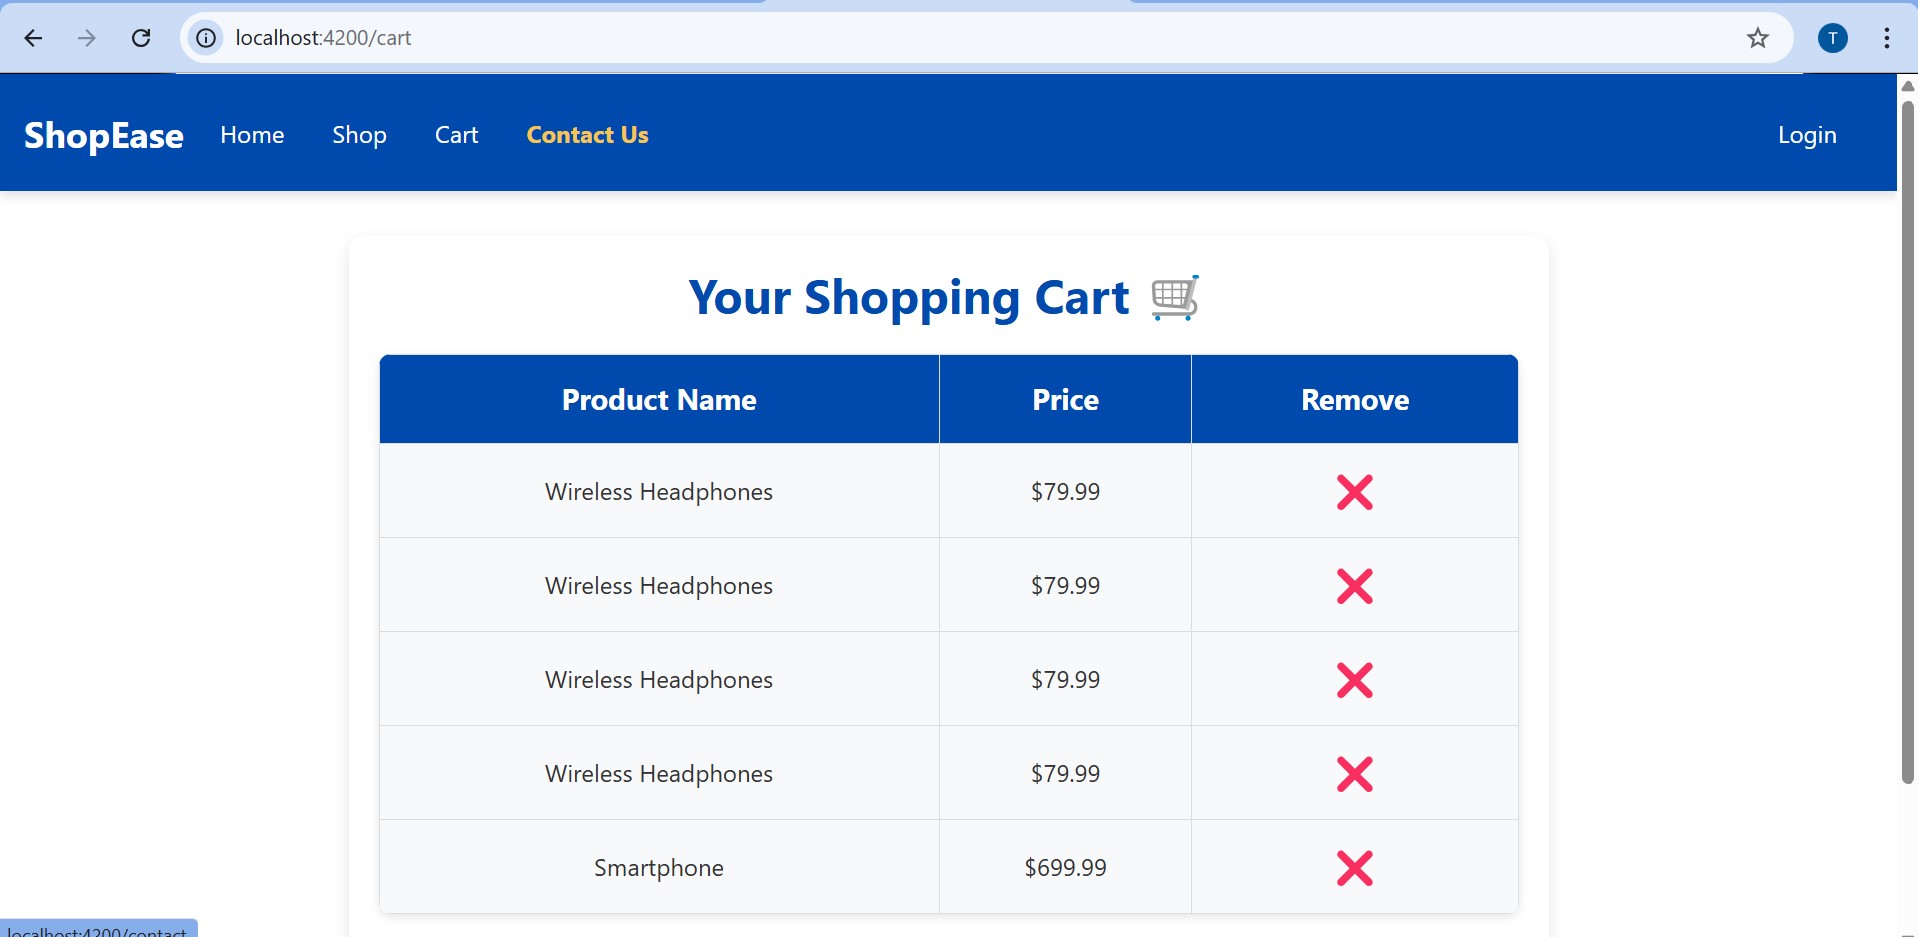 localhost:4200/cart
T
ShopEase Home Shop Cart Contact Us Login
Your Shopping Cart
Product Name Price Remove
Wireless Headphones $79.99
Wireless Headphones $79.99
Wireless Headphones $79.99
Wireless Headphones $79.99
Smartphone $699.99
localhost:4200/contact